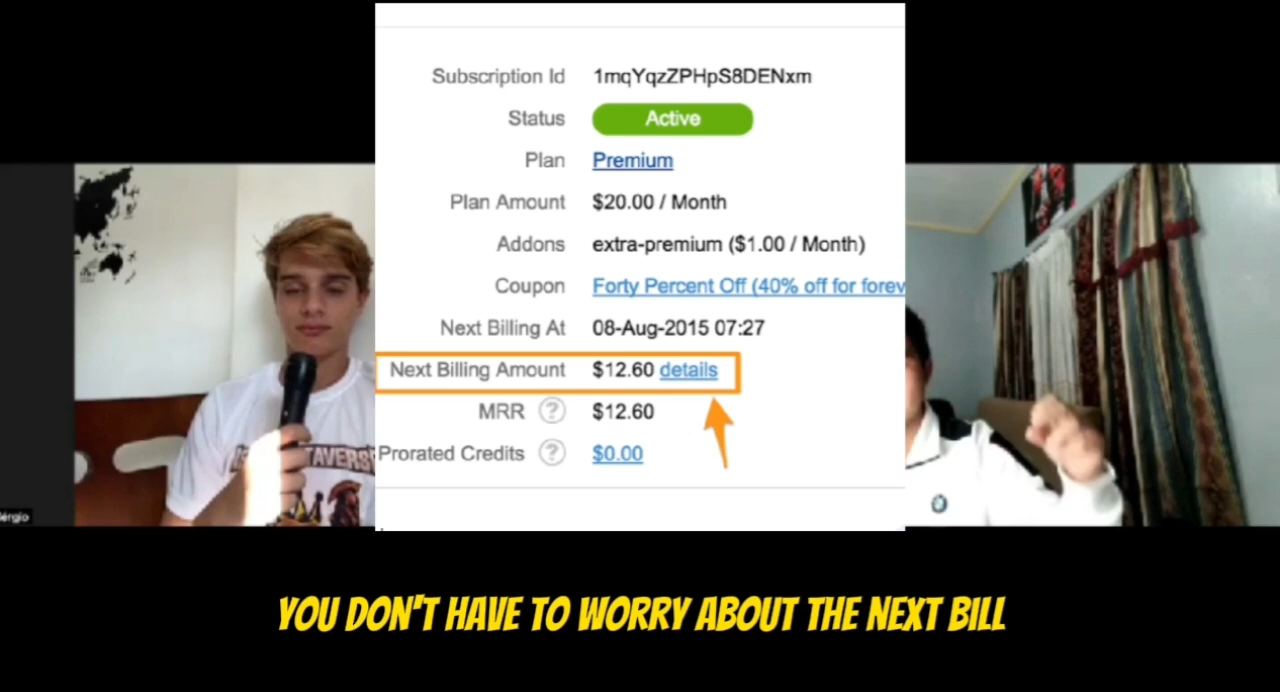 Subscription Id 1mqYqzZPHpS8DENxm
Status Active
Plan Premium
Plan Amount $20.00 / Month
Addons extra-premium ($1.00 / Month)
Coupon Forty Percent Off (40% off for forev
Next Billing At 08-Aug-2015 07:27
Next Billing Amount $12.60 details
MRR ? $12.60
Prorated Credits ? $0.00
TAVERS
érgio
YOU DON'T HAVE TO WORRY ABOUT THE NEXT BILL